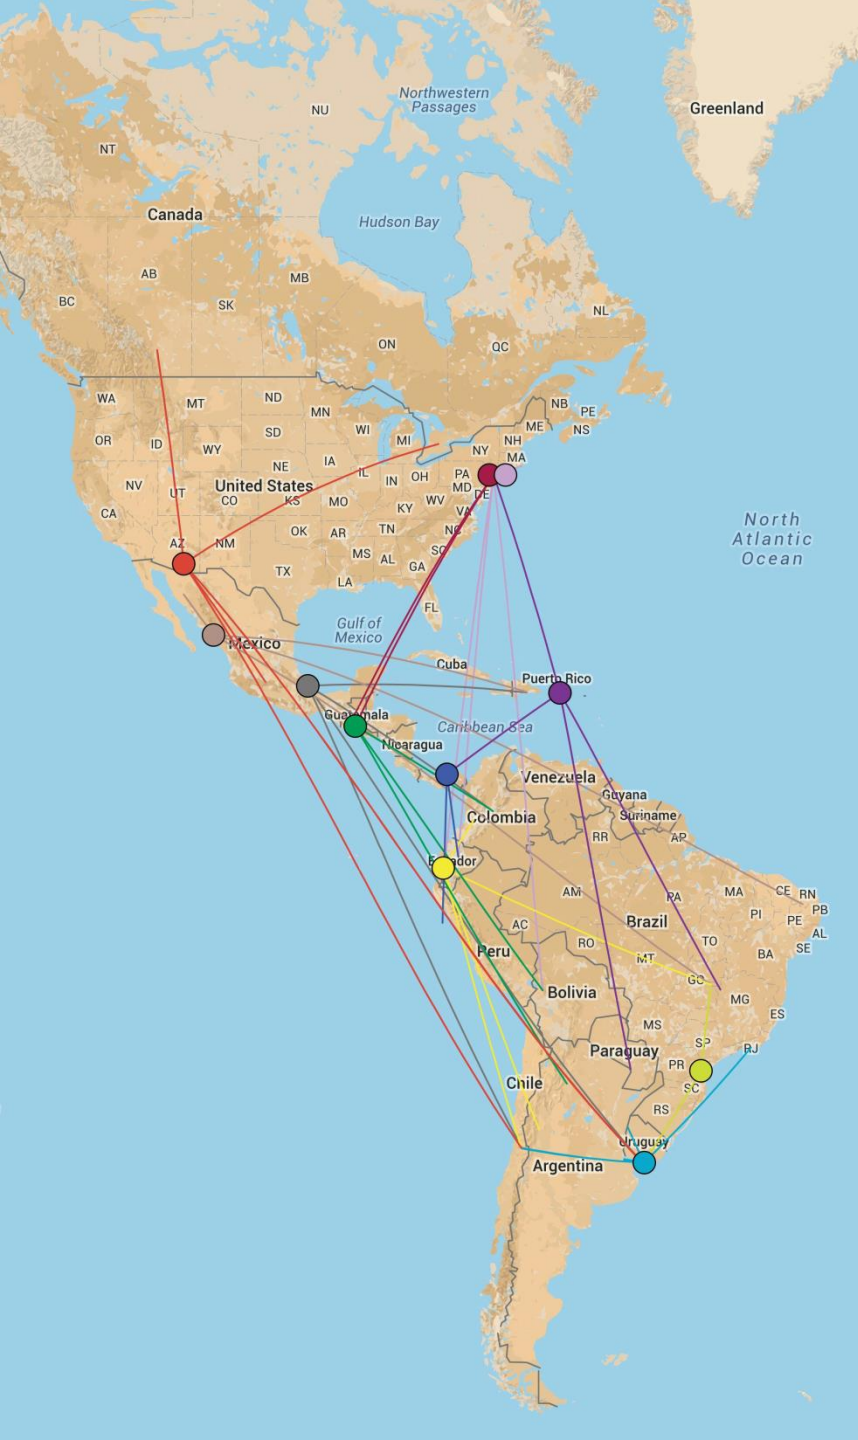 Greenland
Northwestern
Passages
NU
NT
Canada
Hudson Bay
AB
MB
BC
SK
NL
ON
QC
WA
MT
ND
NB
PE
MN
ME
NS
OR
ID
SD
WI
MI
NH
WY
NY
MA
IA
NE
IL
IN
OH
PA
NV
UT
United States
MD
CO
KS
MO
WV
DE
CA
KY
VA
North
Atlantic
Ocean
AZ
NM
OK
AR
TN
NC
MS
AL
SC
TX
LA
GA
FL
Gulf of
Mexico
Mexico
Cuba
Puerto Rico
Guatemala
Caribbean Sea
Nicaragua
Venezuela
Guyana
Colombia
Suriname
RR
AP
Ecuador
AM
PA
MA
CE
RN
PB
PI
PE
AC
Brazil
AL
RO
TO
SE
Peru
MT
BA
GO
Bolivia
MG
ES
MS
SP
RJ
Paraguay
PR
Chile
SC
RS
Uruguay
Argentina